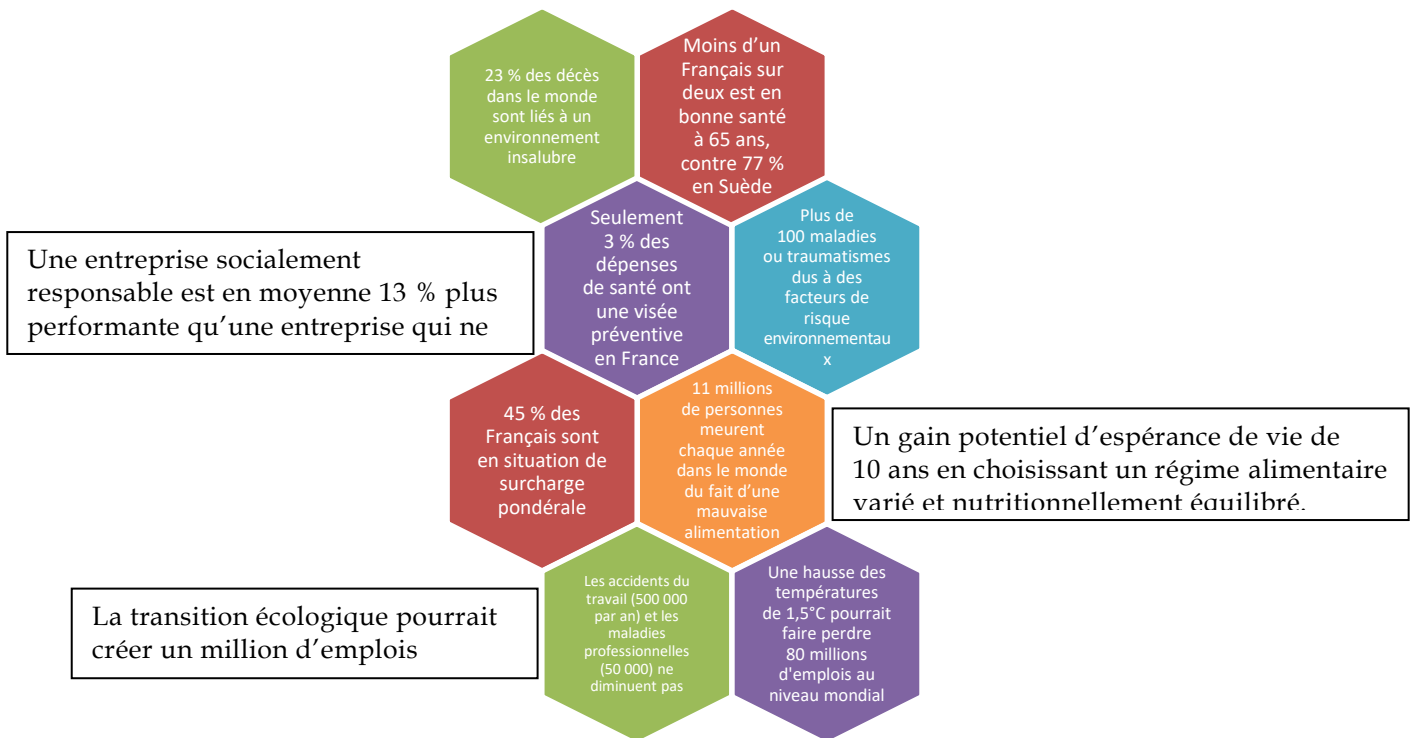 23 % des décès
dans le monde
sont liés à un
environnement
insalubre
Moins d’un
Français sur
deux est en
bonne santé
à 65 ans,
contre 77 %
en Suède
Une entreprise socialement
responsable est en moyenne 13 % plus
performante qu’une entreprise qui ne
Seulement
3 % des
dépenses
de santé ont
une visée
préventive
en France
Plus de
100 maladies
ou traumatismes
dus à des
facteurs de
risque
environnementau
x
45 % des
Français sont
en situation de
surcharge
pondérale
11 millions
de personnes
meurent
chaque année
dans le monde
du fait d’une
mauvaise
alimentation
Un gain potentiel d’espérance de vie de
10 ans en choisissant un régime alimentaire
varié et nutritionnellement équilibré.
La transition écologique pourrait
créer un million d’emplois
Les accidents du
travail (500 000
par an) et les
maladies
professionnelles
(50 000) ne
diminuent pas
Une hausse des
températures
de 1,5°C pourrait
faire perdre
80 millions
d'emplois au
niveau mondial